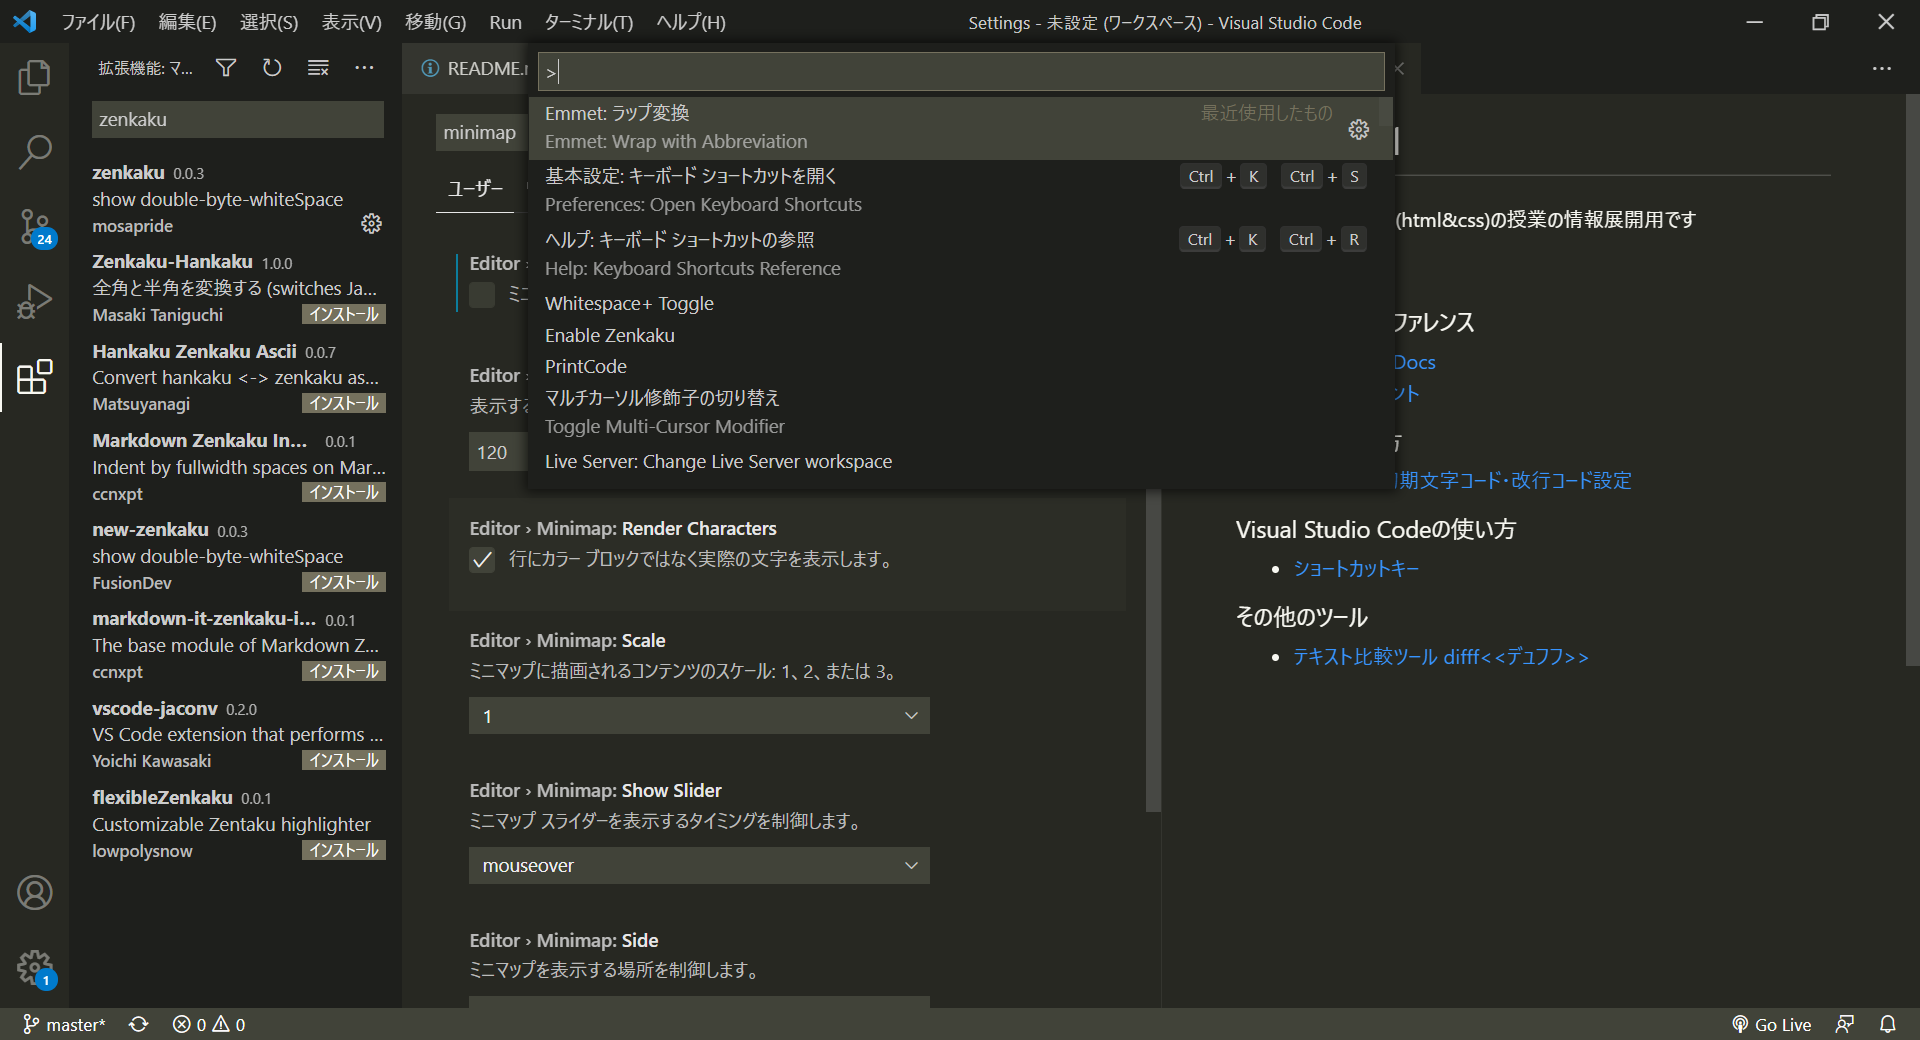 ファイル(F) 編集(E) 選択(S) 表示(V) 移動(G) Run ターミナル(T) ヘルプ(H) Settings - 未設定 (ワークスペース) - Visual Studio Code
拡張機能: マ...
zenkaku
zenkaku 0.0.3
show double-byte-whiteSpace
mosapride
Zenkaku-Hankaku 1.0.0
全角と半角を変換する (switches Ja...
Masaki Taniguchi インストール
Hankaku Zenkaku Ascii 0.0.7
Convert hankaku <-> zenkaku as...
Matsuyanagi インストール
Markdown Zenkaku In... 0.0.1
Indent by fullwidth spaces on Mar...
ccnxpt インストール
new-zenkaku 0.0.3
show double-byte-whiteSpace
FusionDev インストール
markdown-it-zenkaku-i... 0.0.1
The base module of Markdown Z...
ccnxpt インストール
vscode-jaconv 0.2.0
VS Code extension that performs ...
Yoichi Kawasaki インストール
flexibleZenkaku 0.0.1
Customizable Zentaku highlighter
lowpolysnow インストール
24
1
README.
>
Emmet: ラップ変換 最近使用したもの
Emmet: Wrap with Abbreviation
基本設定: キーボード ショートカットを開く Ctrl + K Ctrl + S
Preferences: Open Keyboard Shortcuts
ヘルプ: キーボード ショートカットの参照 Ctrl + K Ctrl + R
Help: Keyboard Shortcuts Reference
Whitespace+ Toggle
Enable Zenkaku
PrintCode
マルチカーソル修飾子の切り替え
Toggle Multi-Cursor Modifier
Live Server: Change Live Server workspace
minimap
ユーザー
Editor
ミニ
Editor ›
表示する
120
Editor › Minimap: Render Characters
行にカラー ブロックではなく実際の文字を表示します。
Editor › Minimap: Scale
ミニマップに描画されるコンテンツのスケール: 1、2、または 3。
1
Editor › Minimap: Show Slider
ミニマップ スライダーを表示するタイミングを制御します。
mouseover
Editor › Minimap: Side
ミニマップを表示する場所を制御します。
(html&css)の授業の情報展開用です
ファレンス
Docs
ント
期文字コード・改行コード設定
Visual Studio Codeの使い方
• ショートカットキー
その他のツール
• テキスト比較ツール difff<<デュフフ>>
master* 0 0 Go Live